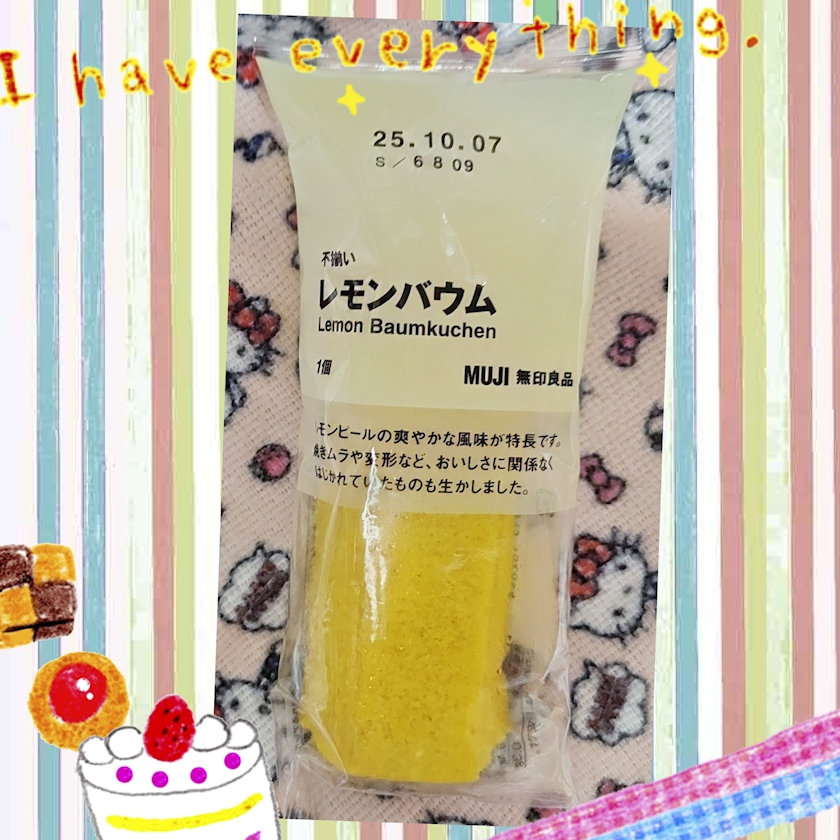 I have everything.
25.10.07
S/6809
不揃い
レモンバウム
Lemon Baumkuchen
1個
MUJI 無印良品
レモンピールの爽やかな風味が特長です。
焼きムラや変形など、おいしさに関係なく
はじかれていたものも生かしました。